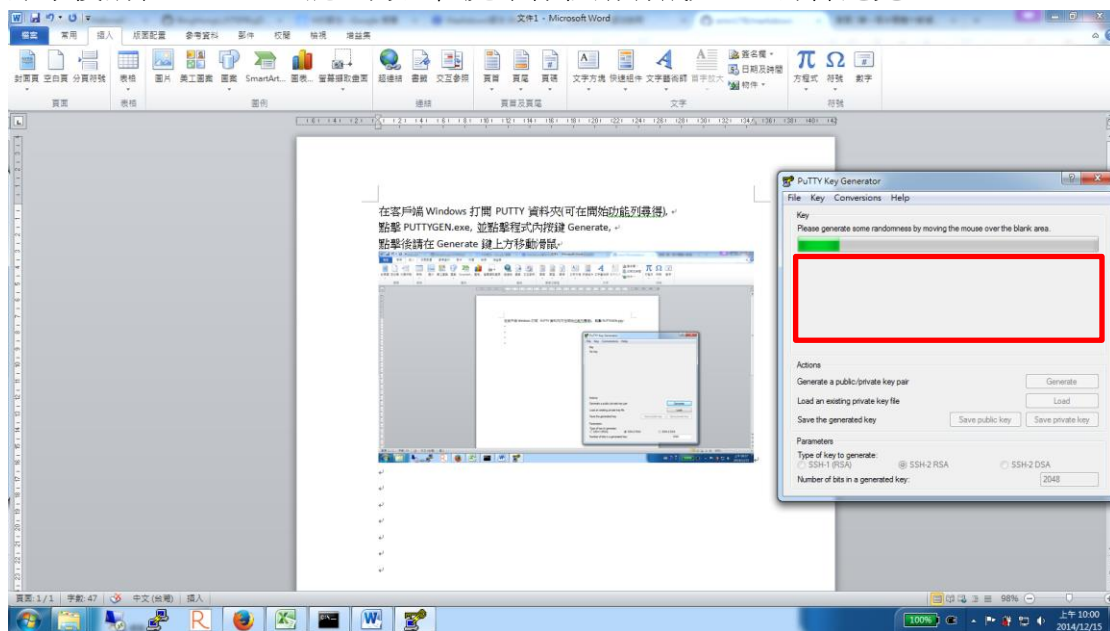 文件1 - Microsoft Word
檔案 常用 插入 版面配置 參考資料 郵件 校閱 檢視 增益集
封面頁 空白頁 分頁符號 表格 圖片 美工圖案 圖案 SmartArt... 圖表... 螢幕擷取畫面 超連結 書籤 交互參照 頁首 頁尾 頁碼 文字方塊 快速組件 文字藝術師 首字放大 簽名欄 日期及時間 物件 方程式 符號 數字
頁面 表格 圖例 連結 頁首及頁尾 文字 符號
在客戶端 Windows 打開 PUTTY 資料夾(可在開始功能列尋得),
點擊 PUTTYGEN.exe, 並點擊程式內按鍵 Generate,
點擊後請在 Generate 鍵上方移動滑鼠
PuTTY Key Generator
File Key Conversions Help
Key
Please generate some randomness by moving the mouse over the blank area.
Actions
Generate a public/private key pair Generate
Load an existing private key file Load
Save the generated key Save public key Save private key
Parameters
Type of key to generate:
SSH-1 (RSA) SSH-2 RSA SSH-2 DSA
Number of bits in a generated key: 2048
頁面: 1/1 字數: 47 中文(台灣) 插入 98%
100% 上午 10:00
2014/12/15